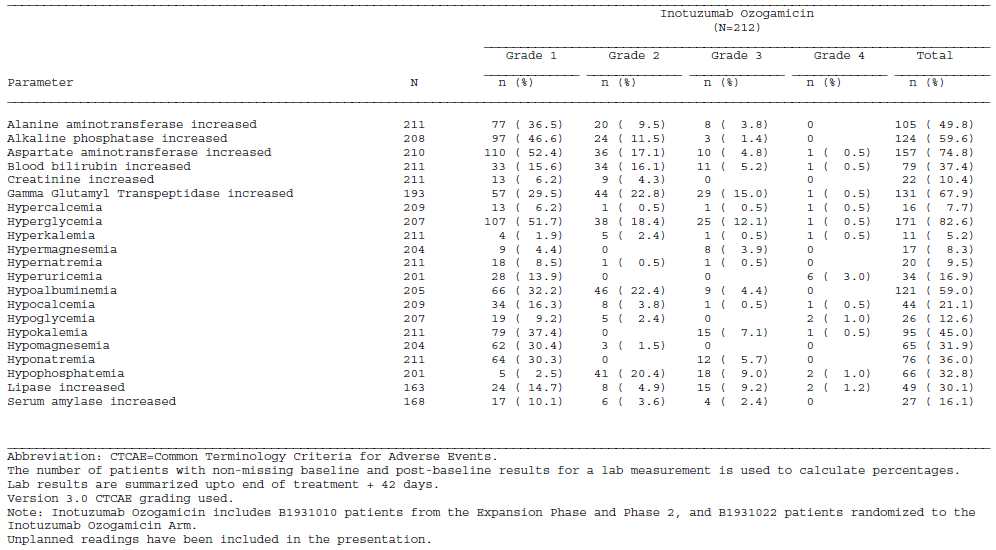 Inotuzumab Ozogamicin
(N=212)
Grade 1 Grade 2 Grade 3 Grade 4 Total
Parameter N n (%) n (%) n (%) n (%) n (%)
Alanine aminotransferase increased 211 77 ( 36.5) 20 ( 9.5) 8 ( 3.8) 0 105 ( 49.8)
Alkaline phosphatase increased 208 97 ( 46.6) 24 ( 11.5) 3 ( 1.4) 0 124 ( 59.6)
Aspartate aminotransferase increased 210 110 ( 52.4) 36 ( 17.1) 10 ( 4.8) 1 ( 0.5) 157 ( 74.8)
Blood bilirubin increased 211 33 ( 15.6) 34 ( 16.1) 11 ( 5.2) 1 ( 0.5) 79 ( 37.4)
Creatinine increased 211 13 ( 6.2) 9 ( 4.3) 0 0 22 ( 10.4)
Gamma Glutamyl Transpeptidase increased 193 57 ( 29.5) 44 ( 22.8) 29 ( 15.0) 1 ( 0.5) 131 ( 67.9)
Hypercalcemia 209 13 ( 6.2) 1 ( 0.5) 1 ( 0.5) 1 ( 0.5) 16 ( 7.7)
Hyperglycemia 207 107 ( 51.7) 38 ( 18.4) 25 ( 12.1) 1 ( 0.5) 171 ( 82.6)
Hyperkalemia 211 4 ( 1.9) 5 ( 2.4) 1 ( 0.5) 1 ( 0.5) 11 ( 5.2)
Hypermagnesemia 204 9 ( 4.4) 0 8 ( 3.9) 0 17 ( 8.3)
Hypernatremia 211 18 ( 8.5) 1 ( 0.5) 1 ( 0.5) 0 20 ( 9.5)
Hyperuricemia 201 28 ( 13.9) 0 0 6 ( 3.0) 34 ( 16.9)
Hypoalbuminemia 205 66 ( 32.2) 46 ( 22.4) 9 ( 4.4) 0 121 ( 59.0)
Hypocalcemia 209 34 ( 16.3) 8 ( 3.8) 1 ( 0.5) 1 ( 0.5) 44 ( 21.1)
Hypoglycemia 207 19 ( 9.2) 5 ( 2.4) 0 2 ( 1.0) 26 ( 12.6)
Hypokalemia 211 79 ( 37.4) 0 15 ( 7.1) 1 ( 0.5) 95 ( 45.0)
Hypomagnesemia 204 62 ( 30.4) 3 ( 1.5) 0 0 65 ( 31.9)
Hyponatremia 211 64 ( 30.3) 0 12 ( 5.7) 0 76 ( 36.0)
Hypophosphatemia 201 5 ( 2.5) 41 ( 20.4) 18 ( 9.0) 2 ( 1.0) 66 ( 32.8)
Lipase increased 163 24 ( 14.7) 8 ( 4.9) 15 ( 9.2) 2 ( 1.2) 49 ( 30.1)
Serum amylase increased 168 17 ( 10.1) 6 ( 3.6) 4 ( 2.4) 0 27 ( 16.1)
Abbreviation: CTCAE=Common Terminology Criteria for Adverse Events.
The number of patients with non-missing baseline and post-baseline results for a lab measurement is used to calculate percentages.
Lab results are summarized upto end of treatment + 42 days.
Version 3.0 CTCAE grading used.
Note: Inotuzumab Ozogamicin includes B1931010 patients from the Expansion Phase and Phase 2, and B1931022 patients randomized to the
Inotuzumab Ozogamicin Arm.
Unplanned readings have been included in the presentation.